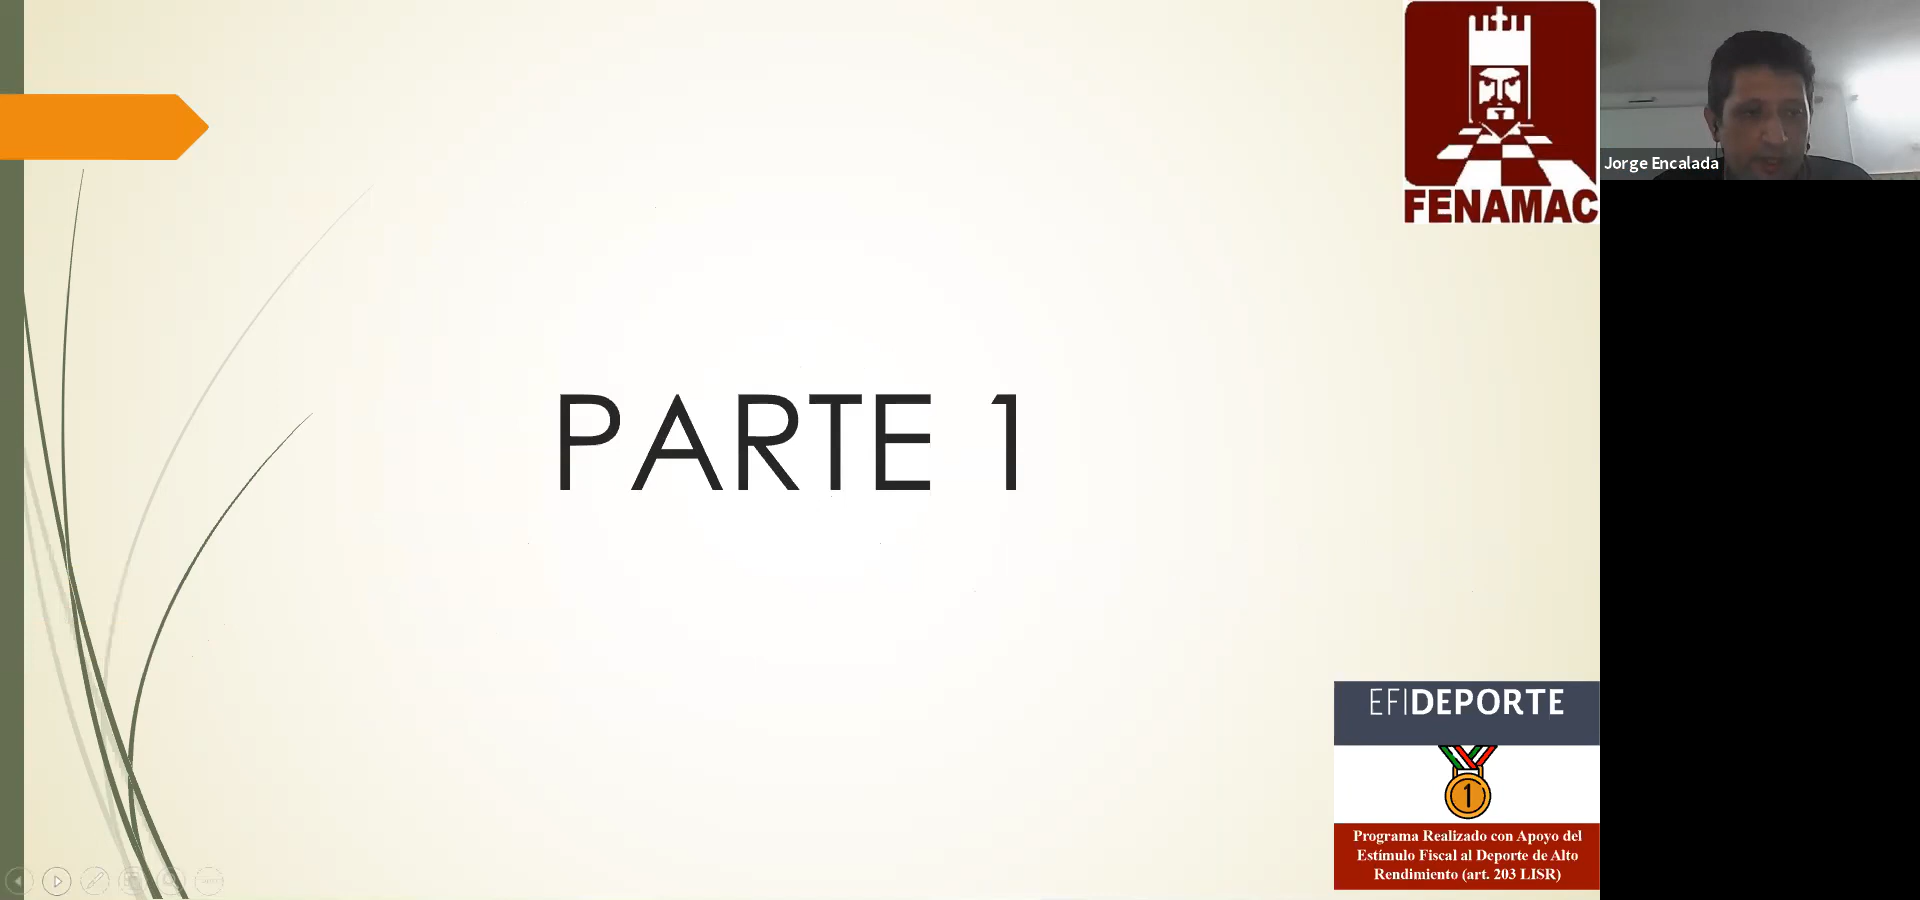 FENAMAC
Jorge Encalada
PARTE 1
EFIDEPORTE
1
Programa Realizado con Apoyo del
Estímulo Fiscal al Deporte de Alto
Rendimiento (art. 203 LISR)